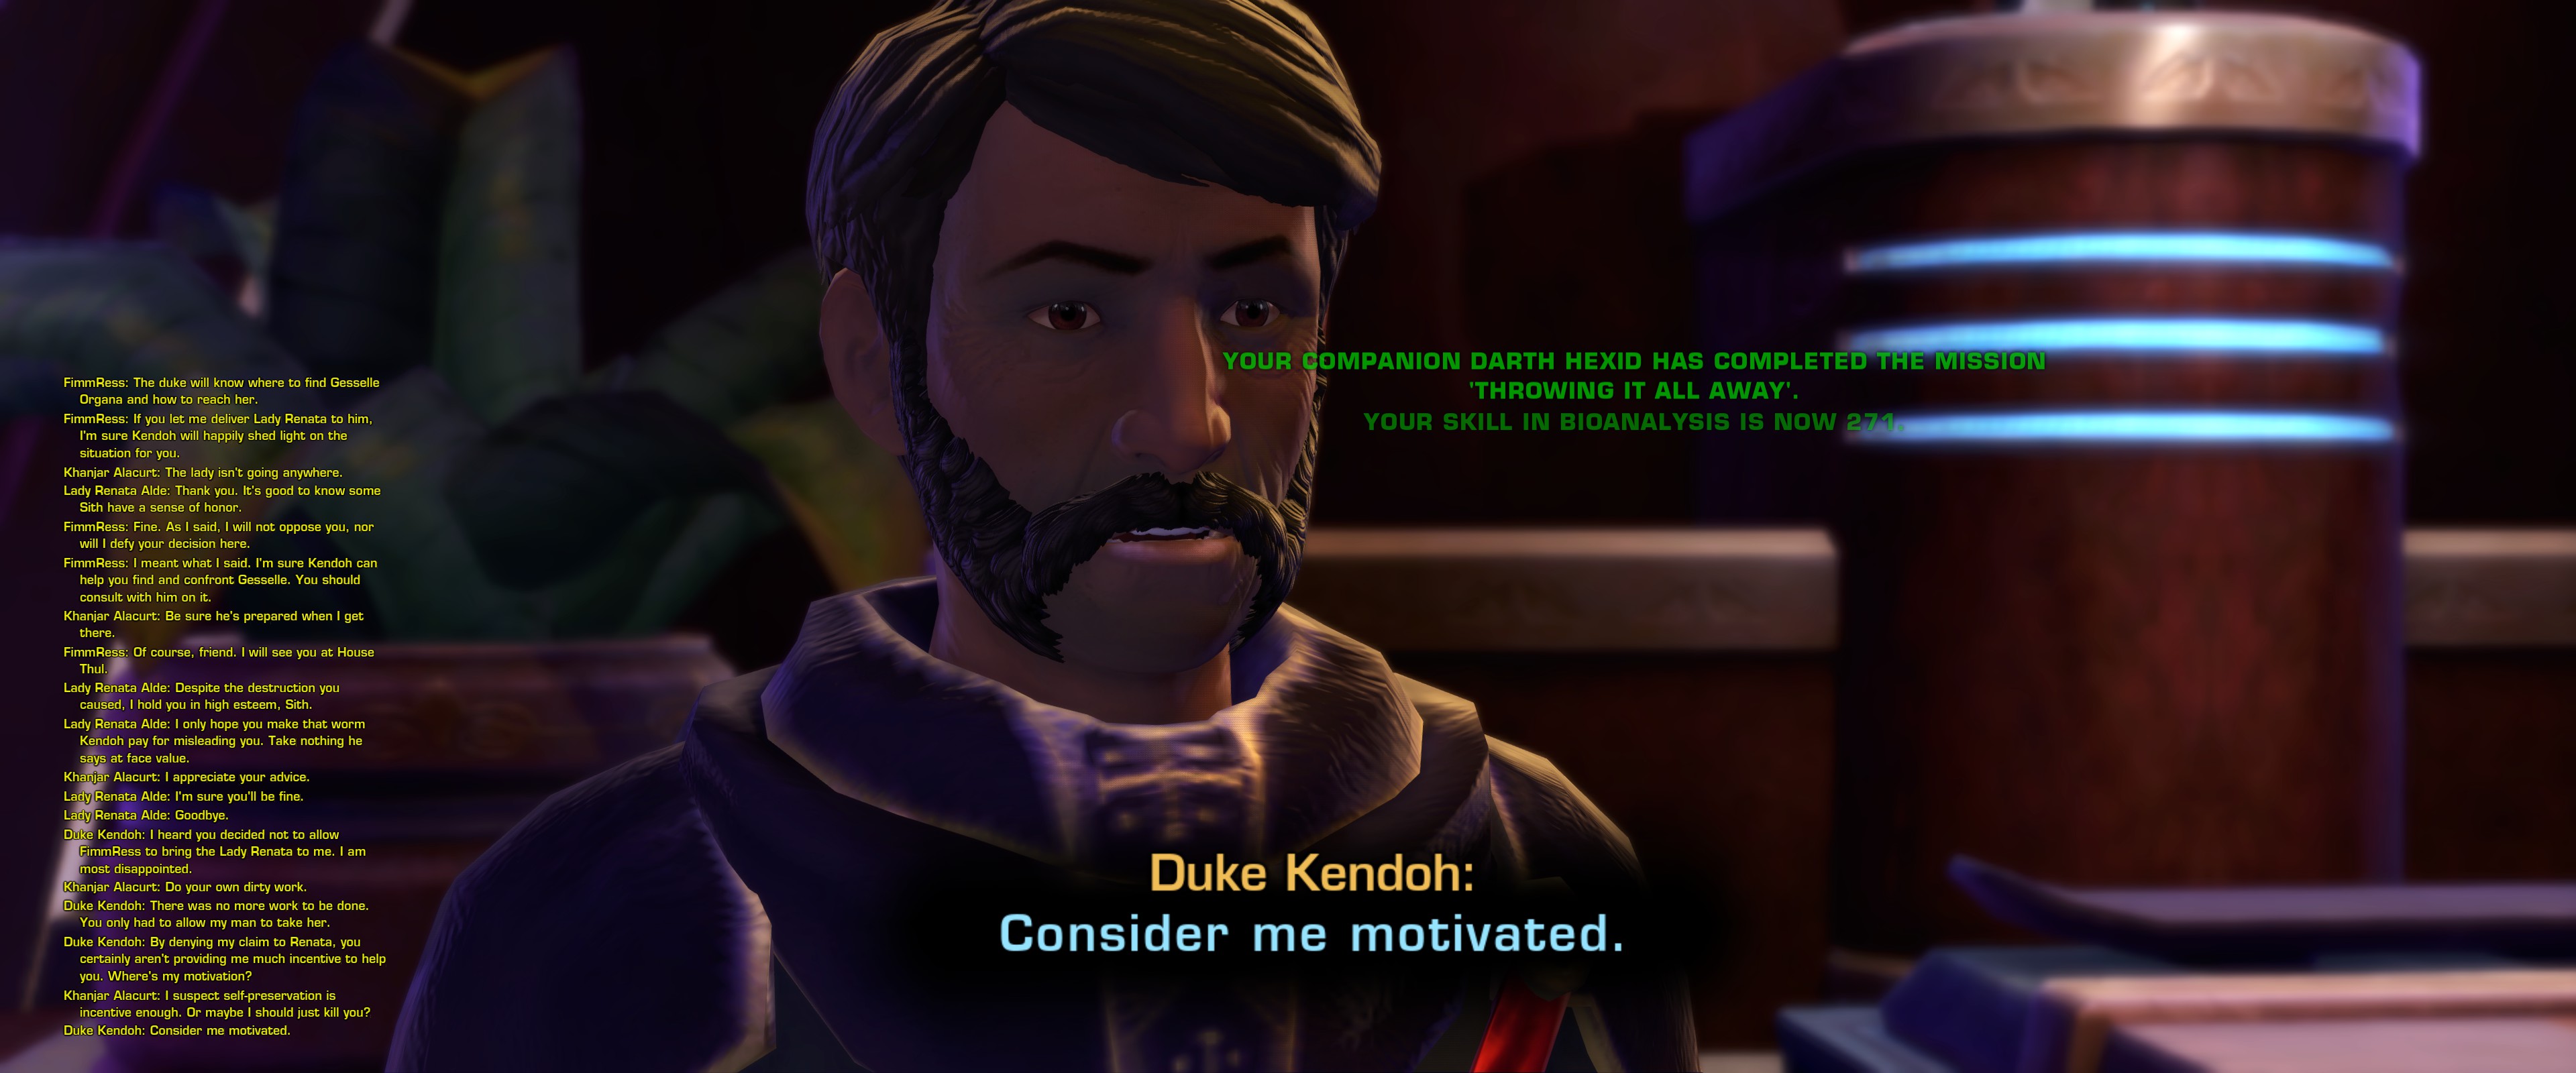 FimmRess: The duke will know where to find Gesselle
Organa and how to reach her.
FimmRess: If you let me deliver Lady Renata to him,
I'm sure Kendoh will happily shed light on the
situation for you.
Khanjar Alacurt: The lady isn't going anywhere.
Lady Renata Alde: Thank you. It's good to know some
Sith have a sense of honor.
FimmRess: Fine. As I said, I will not oppose you, nor
will I defy your decision here.
FimmRess: I meant what I said. I'm sure Kendoh can
help you find and confront Gesselle. You should
consult with him on it.
Khanjar Alacurt: Be sure he's prepared when I get
there.
FimmRess: Of course, friend. I will see you at House
Thul.
Lady Renata Alde: Despite the destruction you
caused, I hold you in high esteem, Sith.
Lady Renata Alde: I only hope you make that worm
Kendoh pay for misleading you. Take nothing he
says at face value.
Khanjar Alacurt: I appreciate your advice.
Lady Renata Alde: I'm sure you'll be fine.
Lady Renata Alde: Goodbye.
Duke Kendoh: I heard you decided not to allow
FimmRess to bring the Lady Renata to me. I am
most disappointed.
Khanjar Alacurt: Do your own dirty work.
Duke Kendoh: There was no more work to be done.
You only had to allow my man to take her.
Duke Kendoh: By denying my claim to Renata, you
certainly aren't providing me much incentive to help
you. Where's my motivation?
Khanjar Alacurt: I suspect self-preservation is
incentive enough. Or maybe I should just kill you?
Duke Kendoh: Consider me motivated.
YOUR COMPANION DARTH HEXID HAS COMPLETED THE MISSION
'THROWING IT ALL AWAY'.
YOUR SKILL IN BIOANALYSIS IS NOW 271.
Duke Kendoh:
Consider me motivated.